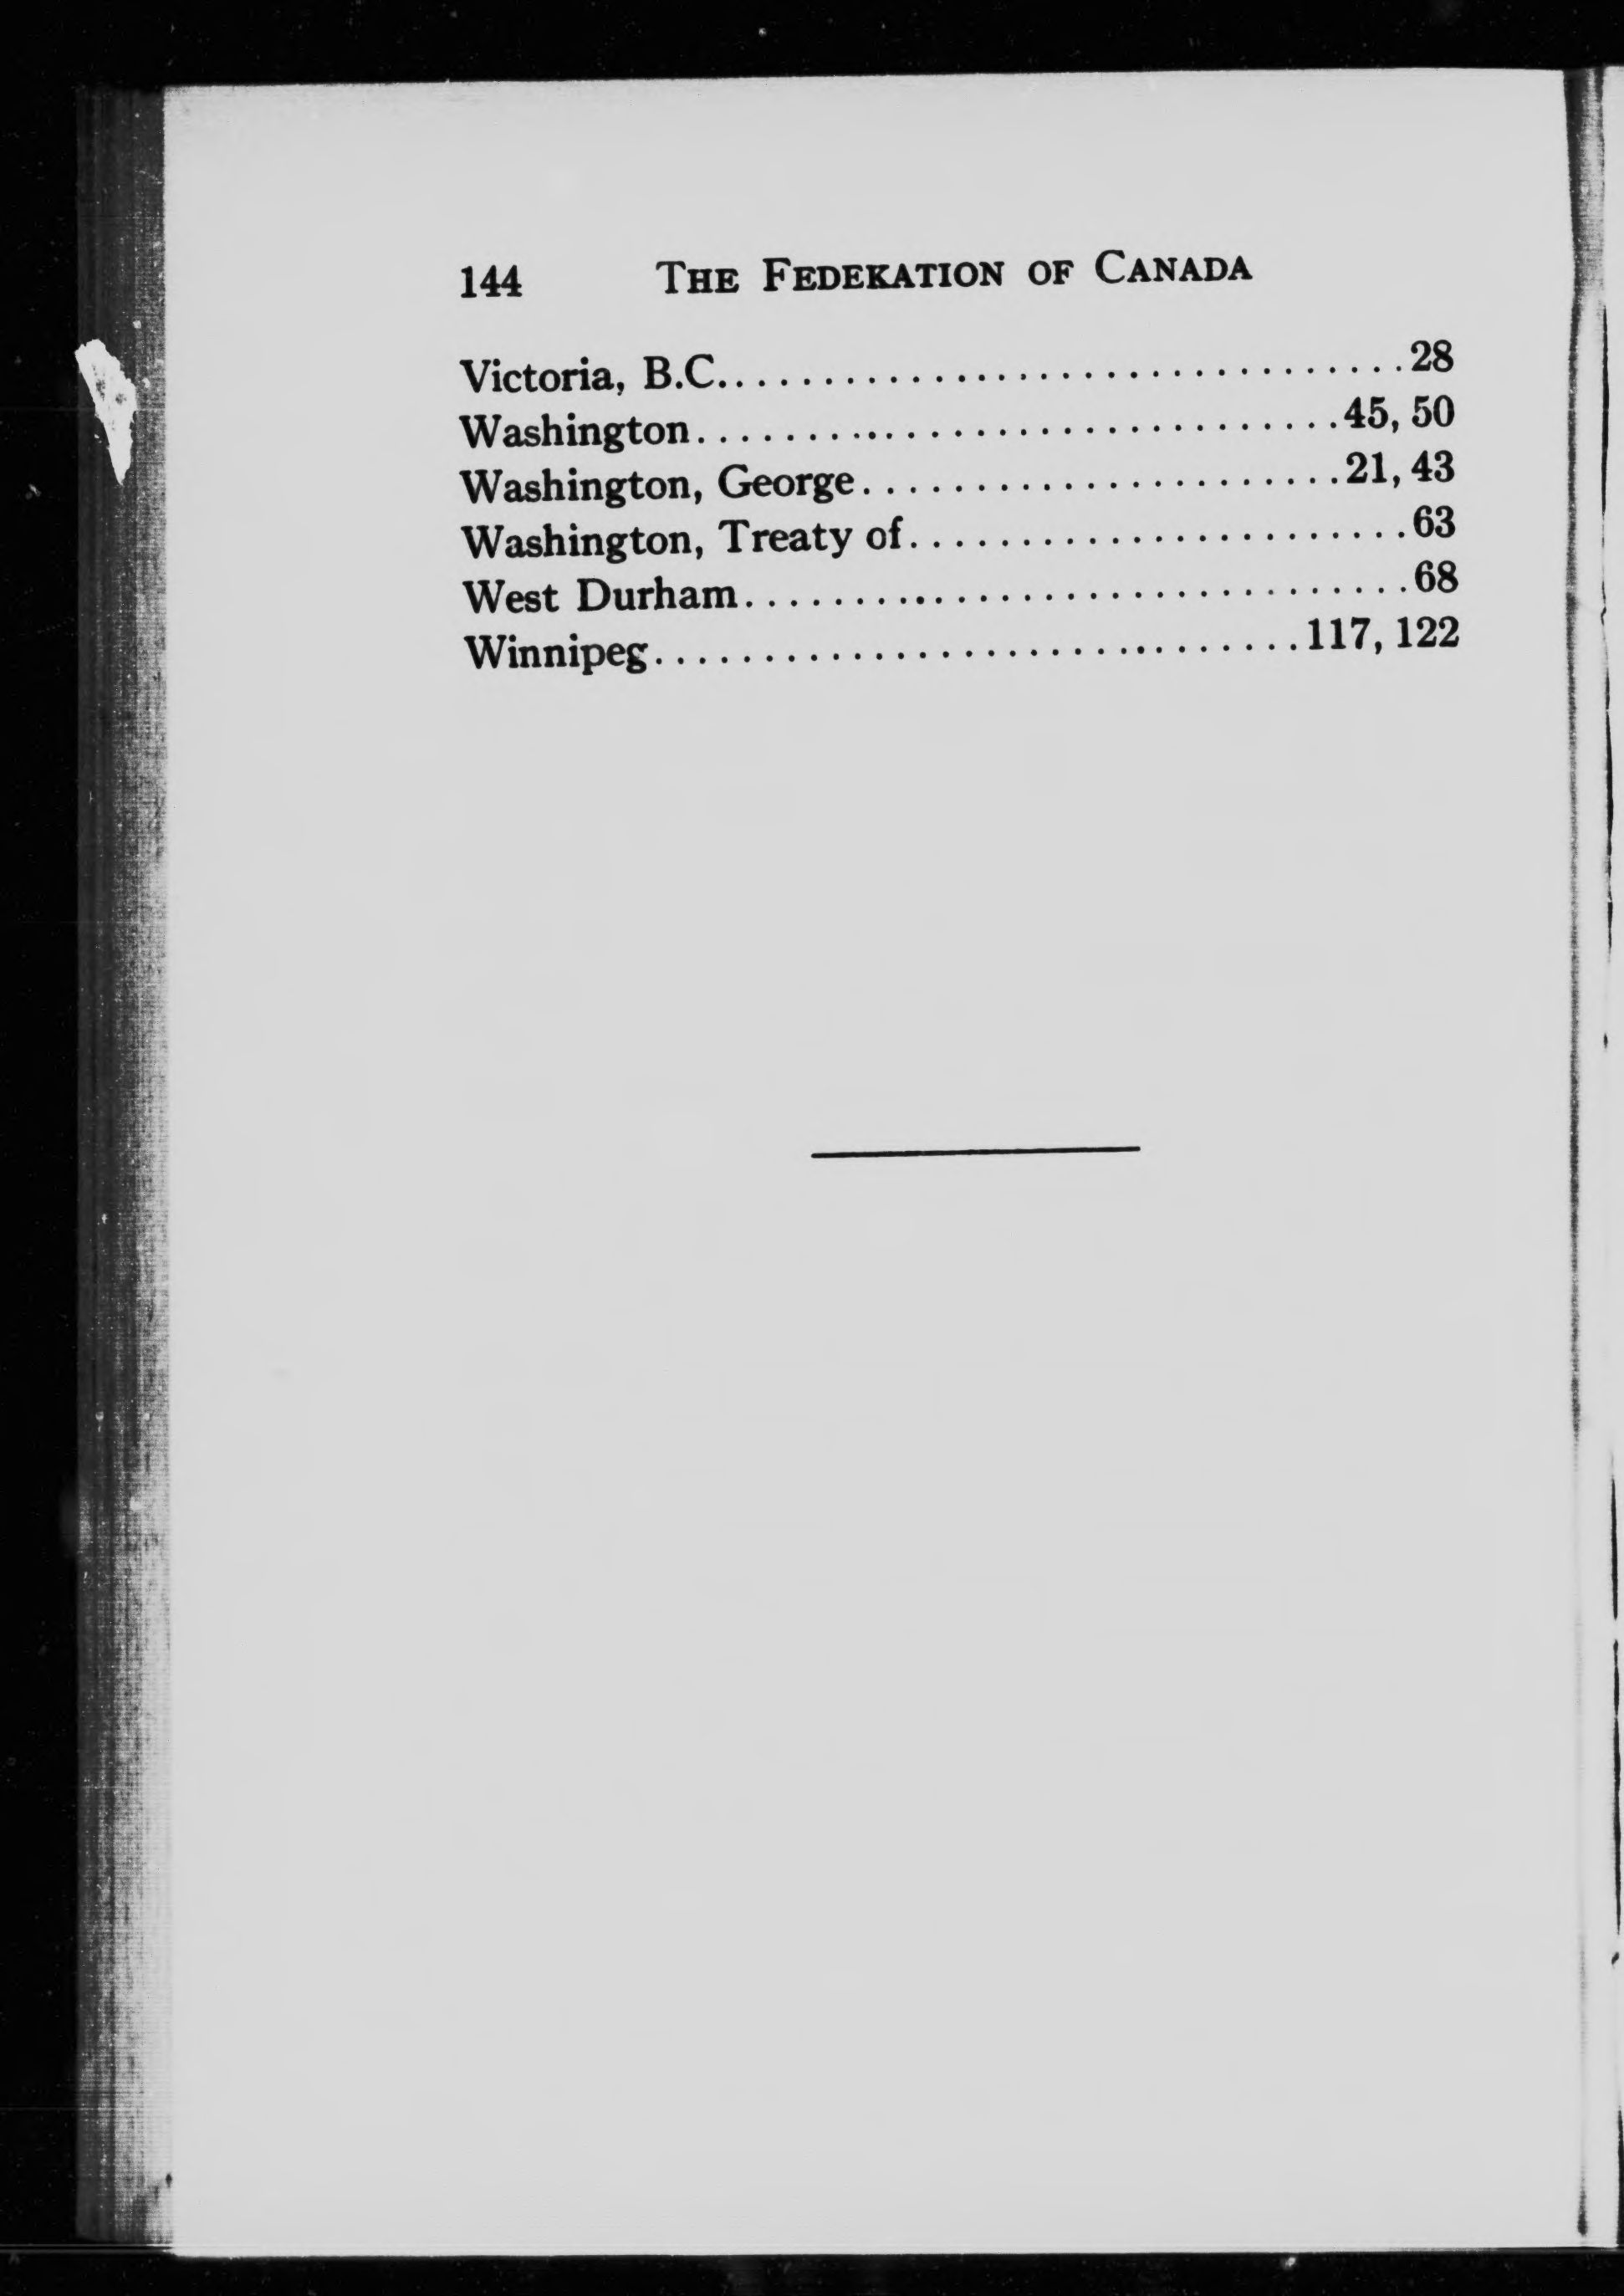 144 The Fedekation of Canada
Victoria, B.C. 28
Washington 45, 50
Washington, George 21, 43
Washington, Treaty of 63
West Durham 68
Winnipeg 117, 122